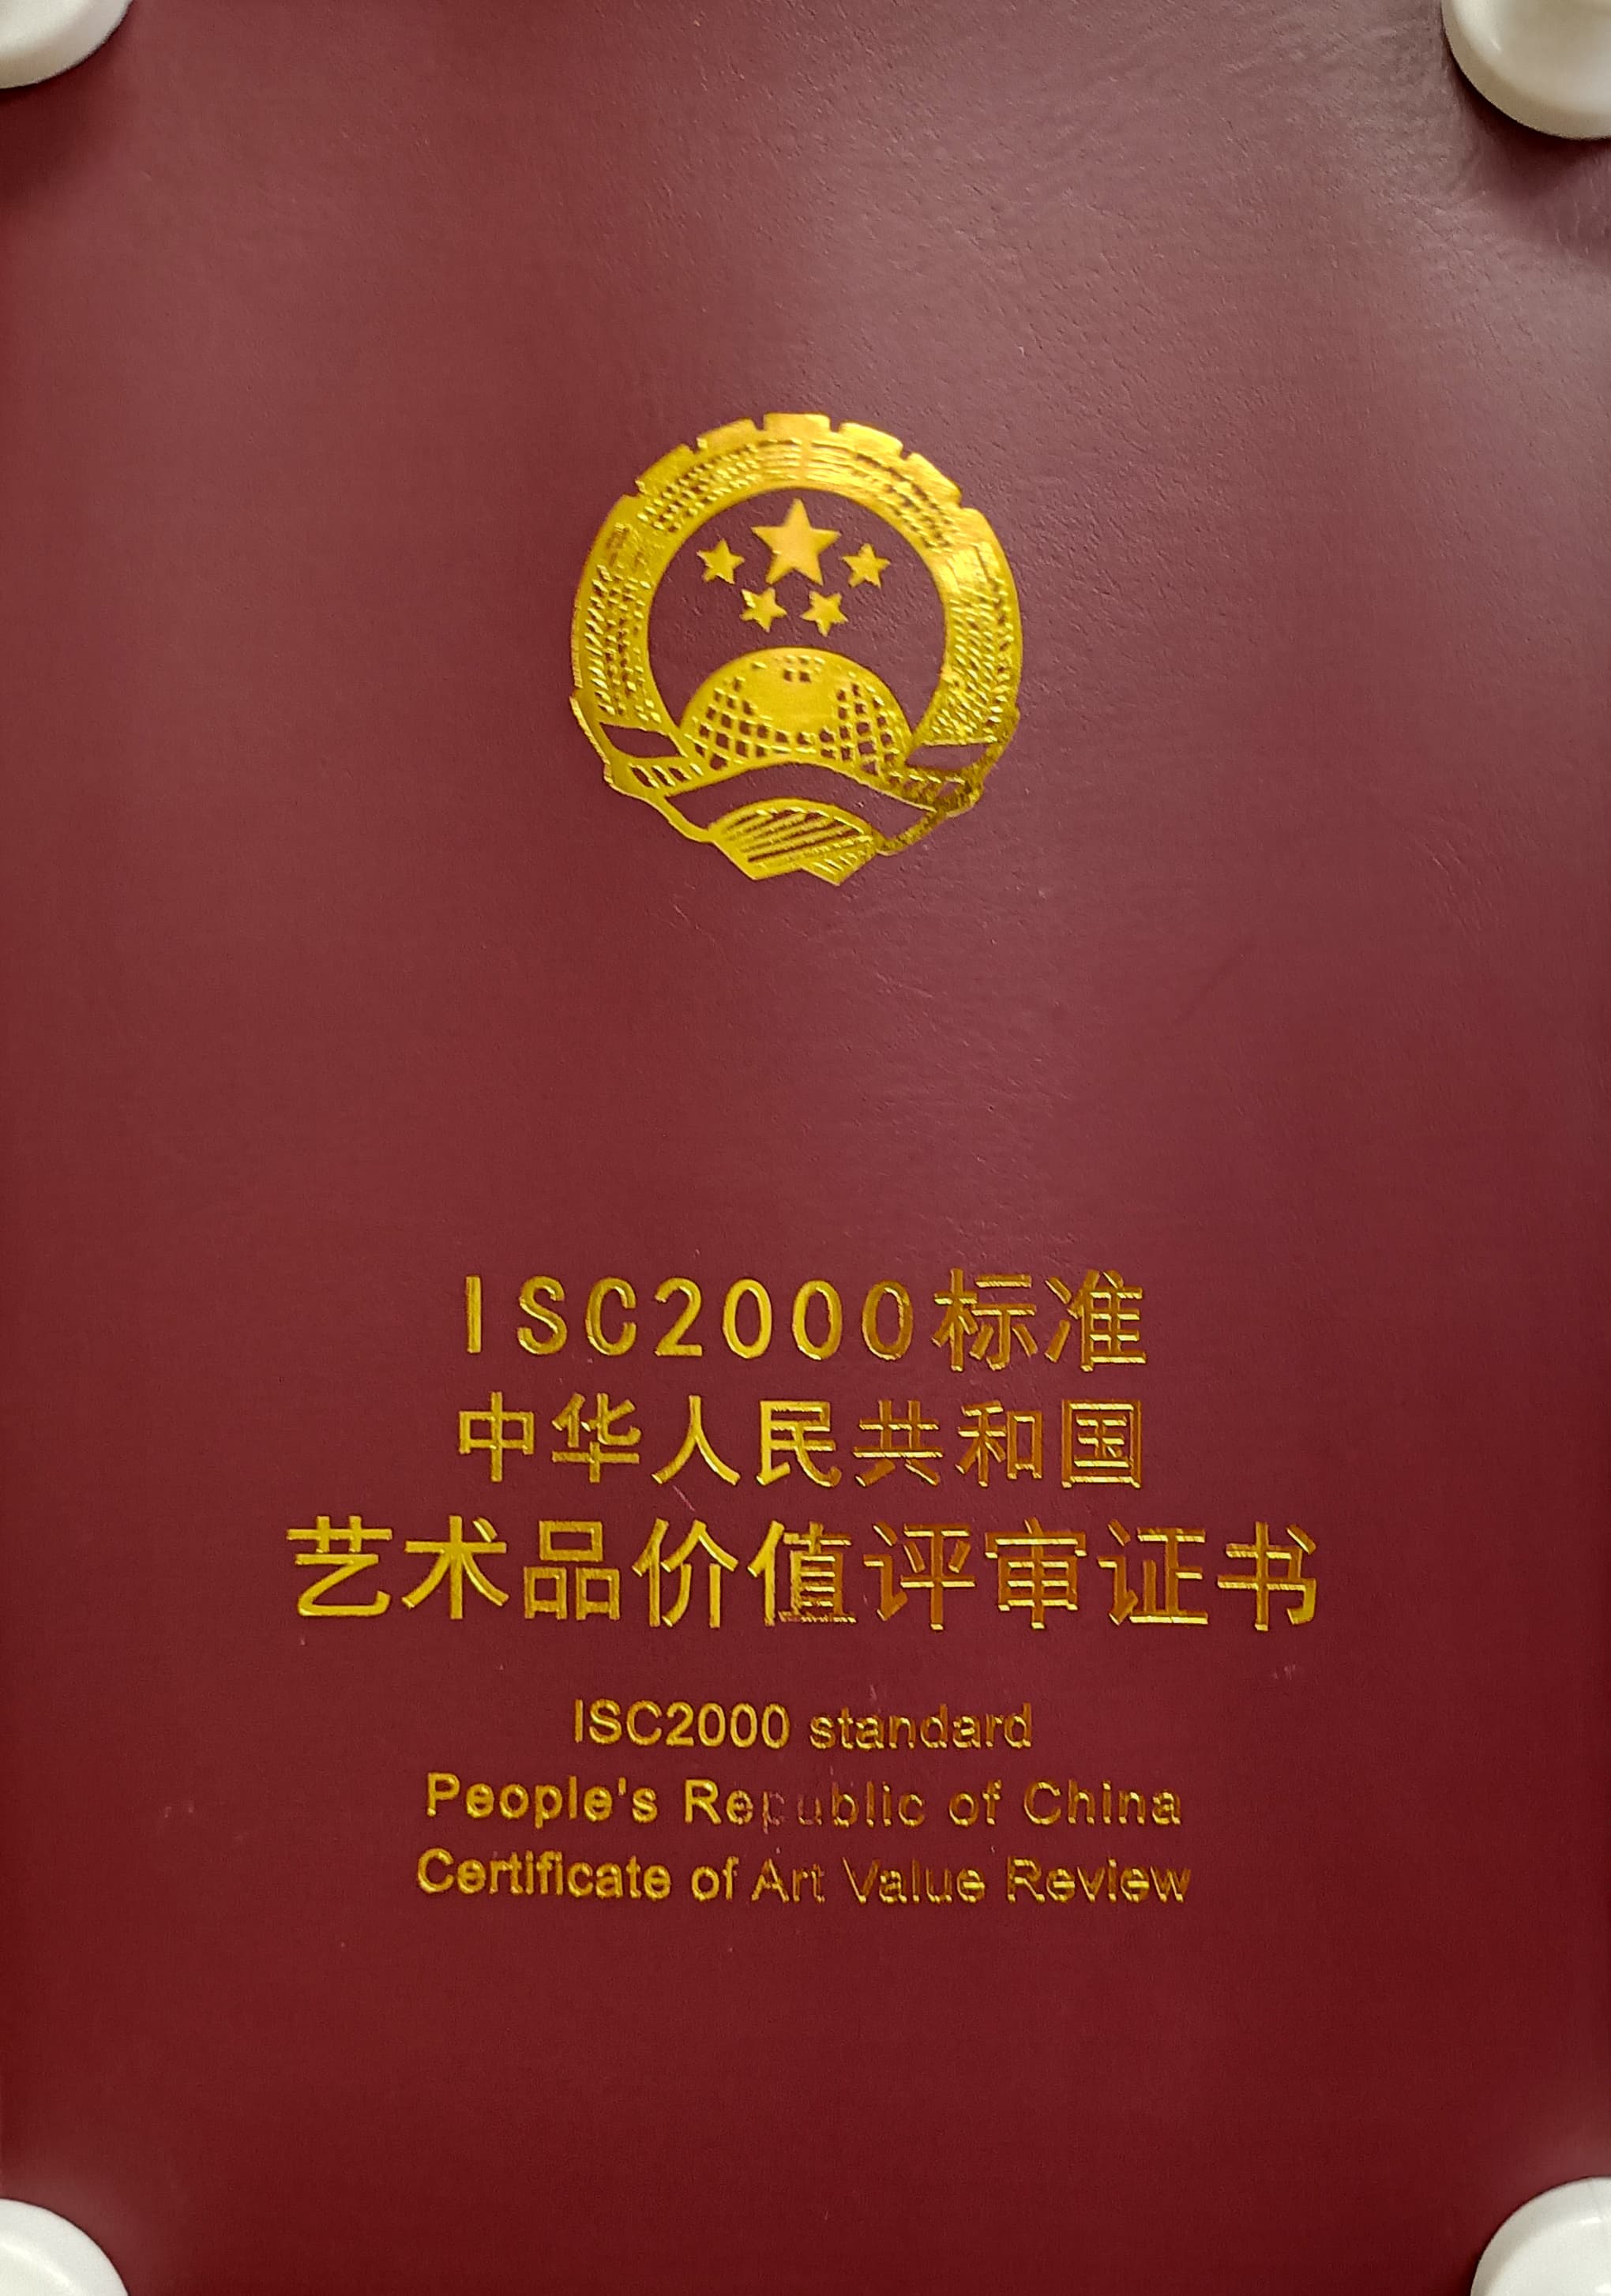 ISC2000标准
中华人民共和国
艺术品价值评审证书
ISC2000 standard
People's Republic of China
Certificate of Art Value Review